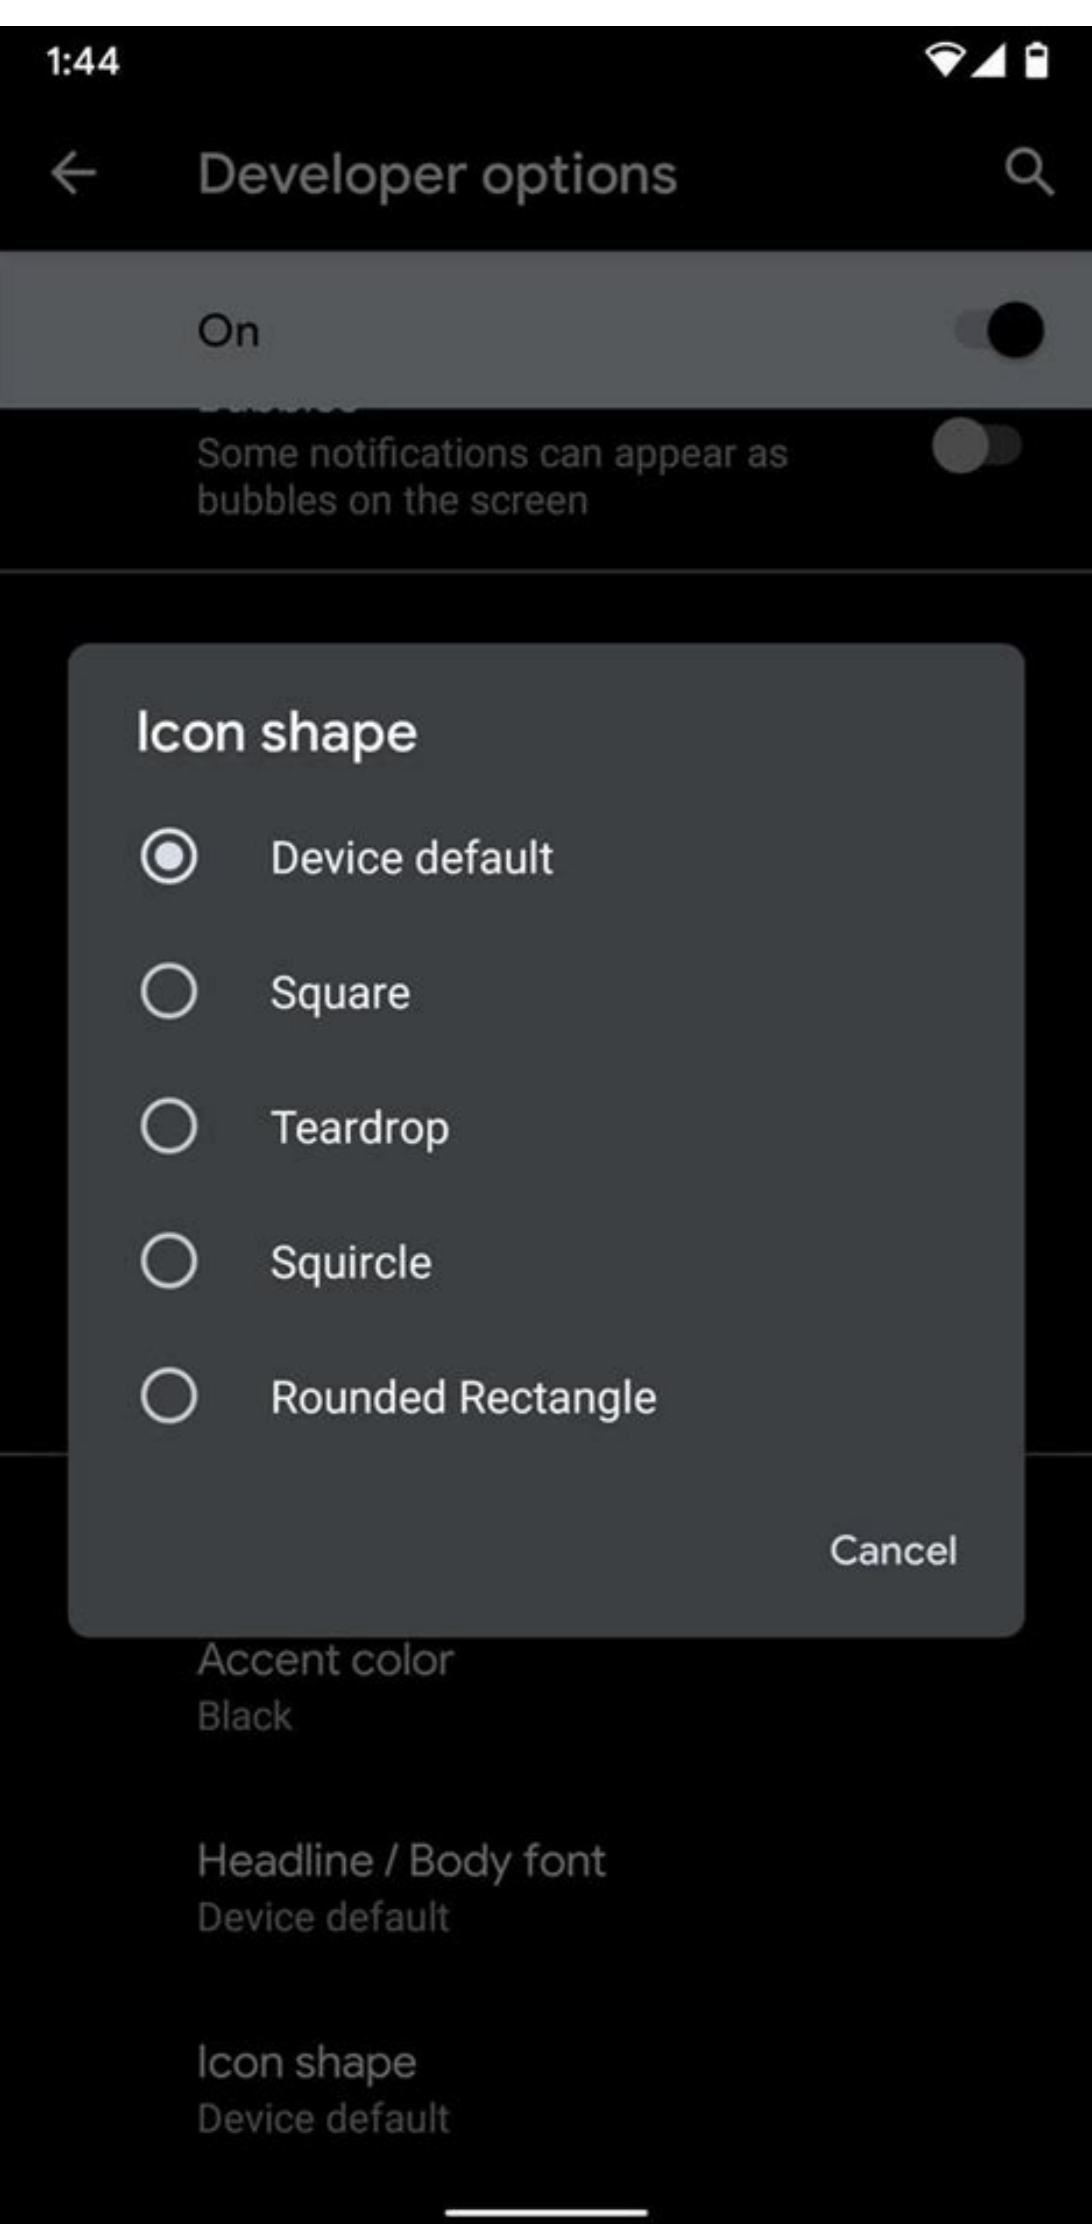 1:44
Developer options
On
Some notifications can appear as
bubbles on the screen
Icon shape
Device default
Square
Teardrop
Squircle
Rounded Rectangle
Cancel
Accent color
Black
Headline / Body font
Device default
Icon shape
Device default